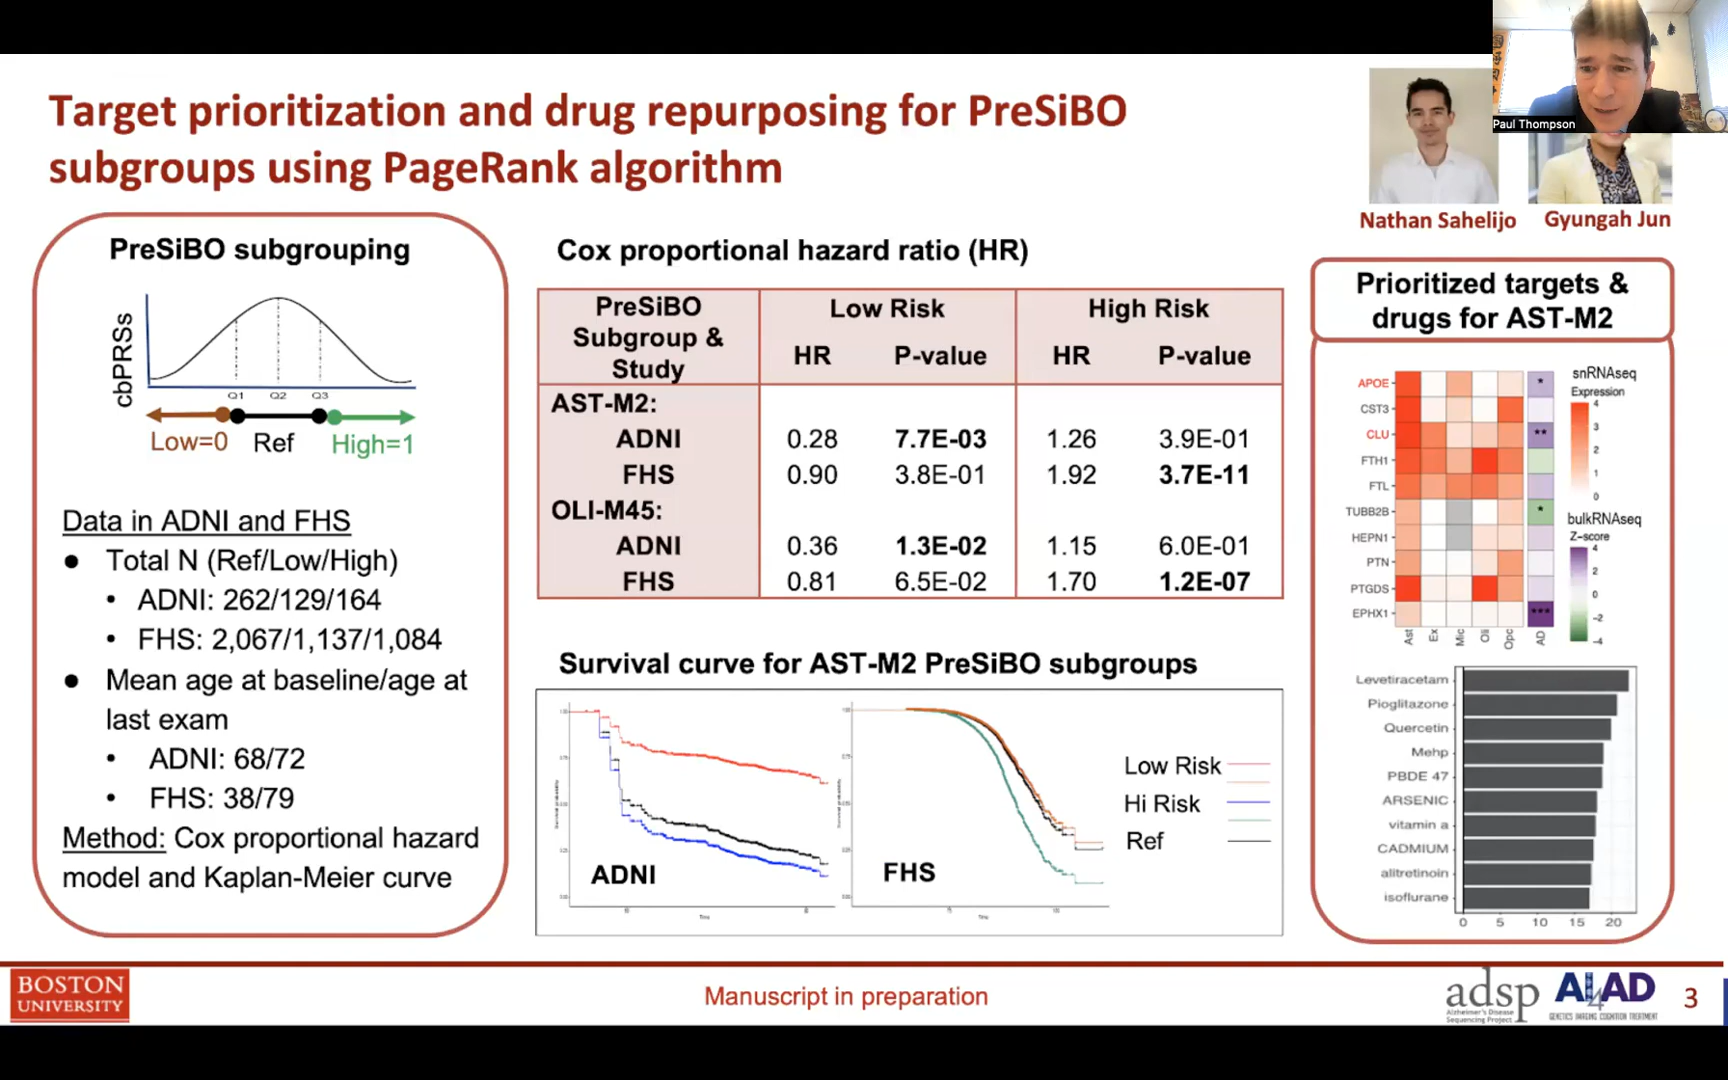 Paul Thompson
Target prioritization and drug repurposing for PreSiBO
subgroups using PageRank algorithm
Nathan Sahelijo
Gyungah Jun
PreSiBO subgrouping
cbPRSs
Q1 Q2 Q3
Low=0 Ref High=1
Data in ADNI and FHS
● Total N (Ref/Low/High)
• ADNI: 262/129/164
• FHS: 2,067/1,137/1,084
● Mean age at baseline/age at
last exam
• ADNI: 68/72
• FHS: 38/79
Method: Cox proportional hazard
model and Kaplan-Meier curve
Cox proportional hazard ratio (HR)
PreSiBO
Subgroup &
Study
Low Risk High Risk
HR P-value HR P-value
AST-M2:
ADNI 0.28 7.7E-03 1.26 3.9E-01
FHS 0.90 3.8E-01 1.92 3.7E-11
OLI-M45:
ADNI 0.36 1.3E-02 1.15 6.0E-01
FHS 0.81 6.5E-02 1.70 1.2E-07
Survival curve for AST-M2 PreSiBO subgroups
ADNI
Time
FHS
Time
Low Risk
Hi Risk
Ref
Prioritized targets &
drugs for AST-M2
APOE *
CST3
CLU **
FTH1
FTL
TUBB2B *
HEPN1
PTN
PTGDS
EPHX1 ***
Ast Ex Mic Oli Opc AD
snRNAseq
Expression
4
3
2
1
0
bulkRNAseq
Z-score
4
2
0
-2
-4
Levetiracetam
Pioglitazone
Quercetin
Mehp
PBDE 47
ARSENIC
vitamin a
CADMIUM
alitretinoin
isoflurane
0 5 10 15 20
BOSTON
UNIVERSITY
Manuscript in preparation
adsp
Alzheimer's Disease
Sequencing Project
AI4AD
GENETICS IMAGING COGNITION TREATMENT
3